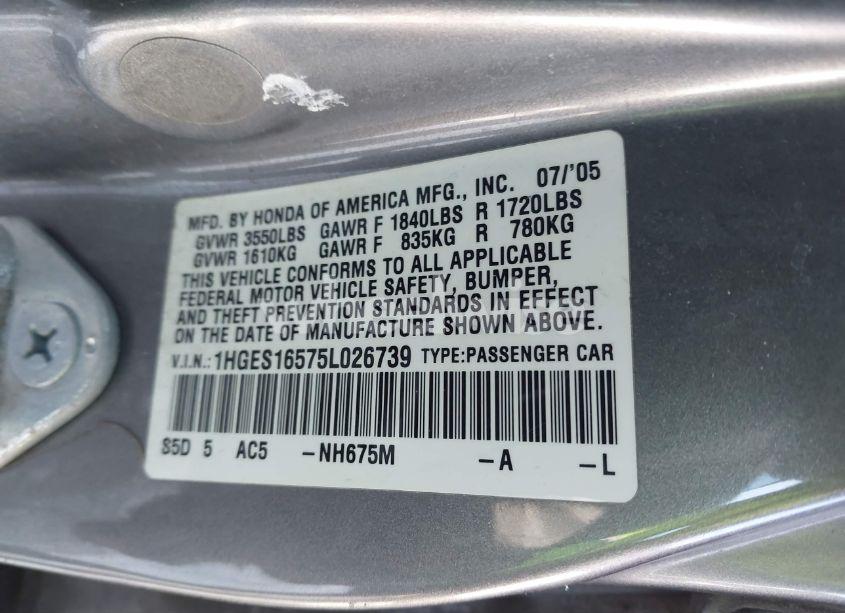 MFD. BY HONDA OF AMERICA MFG., INC. 07/'05
GVWR 3550LBS GAWR F 1840LBS R 1720LBS
GVWR 1610KG GAWR F 835KG R 780KG
THIS VEHICLE CONFORMS TO ALL APPLICABLE
FEDERAL MOTOR VEHICLE SAFETY, BUMPER,
AND THEFT PREVENTION STANDARDS IN EFFECT
ON THE DATE OF MANUFACTURE SHOWN ABOVE.
V.I.N.:1HGES16575L026739 TYPE:PASSENGER CAR
S5D 5 AC5 -NH675M -A -L